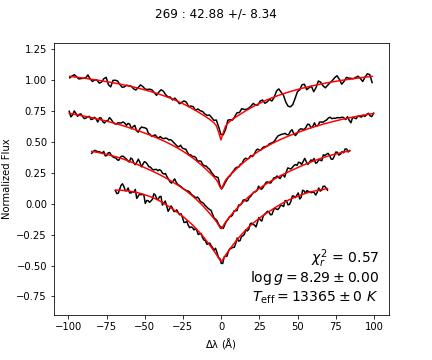 269 : 42.88 +/- 8.34
1.25
1.00
0.75
0.50
0.25
0.00
−0.25
−0.50
−0.75
Normalized Flux
χ²ᵣ = 0.57
log g = 8.29 ± 0.00
T_eff = 13365 ± 0 K
−100 −75 −50 −25 0 25 50 75 100
Δλ (Å)